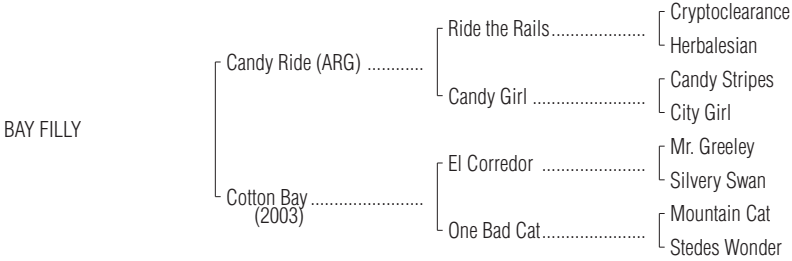 Cryptoclearance
Ride the Rails.....................
Herbalesian
Candy Ride (ARG) ............
Candy Stripes
Candy Girl .........................
City Girl
BAY FILLY
Mr. Greeley
El Corredor .......................
Silvery Swan
Cotton Bay........................
(2003)
Mountain Cat
One Bad Cat.......................
Stedes Wonder